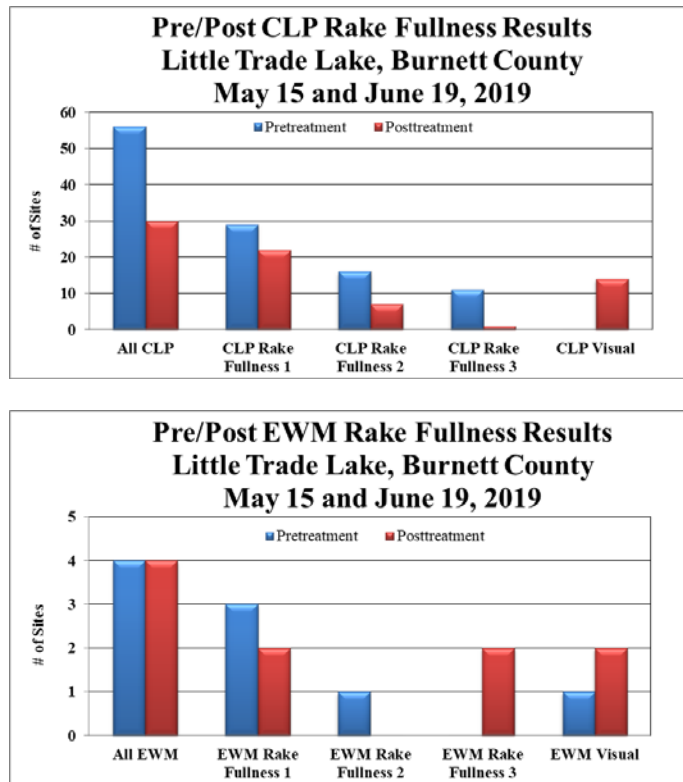 Pre/Post CLP Rake Fullness Results
Little Trade Lake, Burnett County
May 15 and June 19, 2019
Pretreatment Posttreatment
# of Sites
60
50
40
30
20
10
0
All CLP CLP Rake Fullness 1 CLP Rake Fullness 2 CLP Rake Fullness 3 CLP Visual
Pre/Post EWM Rake Fullness Results
Little Trade Lake, Burnett County
May 15 and June 19, 2019
Pretreatment Posttreatment
# of Sites
5
4
3
2
1
0
All EWM EWM Rake Fullness 1 EWM Rake Fullness 2 EWM Rake Fullness 3 EWM Visual